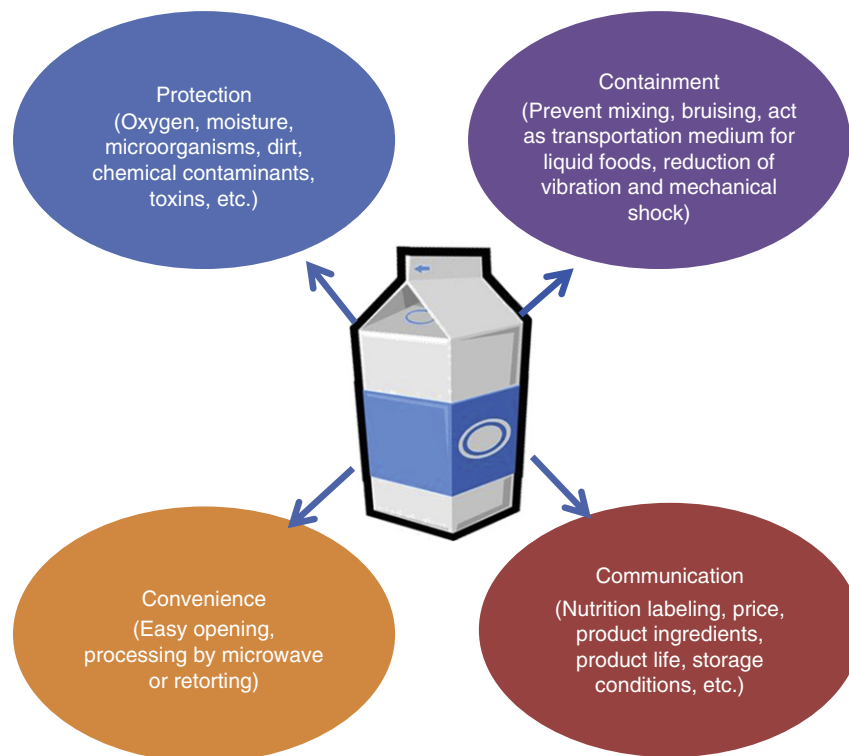 Protection
(Oxygen, moisture,
microorganisms, dirt,
chemical contaminants,
toxins, etc.)
Containment
(Prevent mixing, bruising, act
as transportation medium for
liquid foods, reduction of
vibration and mechanical
shock)
Convenience
(Easy opening,
processing by microwave
or retorting)
Communication
(Nutrition labeling, price,
product ingredients,
product life, storage
conditions, etc.)